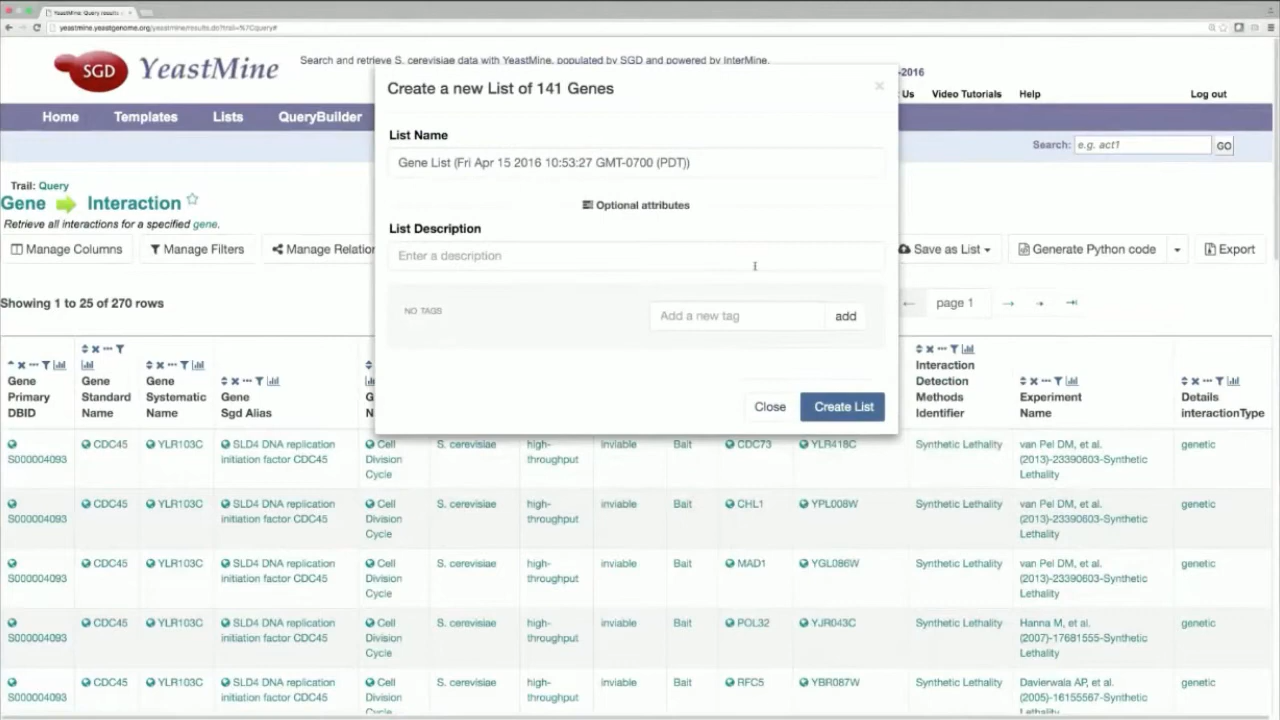 YeastMine: Query results
yeastmine.yeastgenome.org/yeastmine/results.do?trail=%7Cquery#
SGD YeastMine
Search and retrieve S. cerevisiae data with YeastMine, populated by SGD and powered by InterMine.
-2016
Us Video Tutorials Help Log out
Home Templates Lists QueryBuilder
Search: e.g. act1 GO
Create a new List of 141 Genes
×
List Name
Gene List (Fri Apr 15 2016 10:53:27 GMT-0700 (PDT))
Optional attributes
List Description
Enter a description
NO TAGS
Add a new tag add
Close Create List
Trail: Query
Gene Interaction
Retrieve all interactions for a specified gene.
Manage Columns Manage Filters Manage Relation Save as List Generate Python code Export
Showing 1 to 25 of 270 rows page 1
Gene Primary DBID
Gene Standard Name
Gene Systematic Name
Gene Sgd Alias
G
N
Interaction Detection Methods Identifier
Experiment Name
Details interactionType
S000004093 CDC45 YLR103C SLD4 DNA replication initiation factor CDC45 Cell Division Cycle S. cerevisiae high-throughput inviable Bait CDC73 YLR418C Synthetic Lethality van Pel DM, et al. (2013)-23390603-Synthetic Lethality genetic
S000004093 CDC45 YLR103C SLD4 DNA replication initiation factor CDC45 Cell Division Cycle S. cerevisiae high-throughput inviable Bait CHL1 YPL008W Synthetic Lethality van Pel DM, et al. (2013)-23390603-Synthetic Lethality genetic
S000004093 CDC45 YLR103C SLD4 DNA replication initiation factor CDC45 Cell Division Cycle S. cerevisiae high-throughput inviable Bait MAD1 YGL086W Synthetic Lethality van Pel DM, et al. (2013)-23390603-Synthetic Lethality genetic
S000004093 CDC45 YLR103C SLD4 DNA replication initiation factor CDC45 Cell Division Cycle S. cerevisiae high-throughput inviable Bait POL32 YJR043C Synthetic Lethality Hanna M, et al. (2007)-17681555-Synthetic Lethality genetic
S000004093 CDC45 YLR103C SLD4 DNA replication initiation factor CDC45 Cell Division Cycle S. cerevisiae high-throughput inviable Bait RFC5 YBR087W Synthetic Lethality Davierwala AP, et al. (2005)-16155567-Synthetic Lethality genetic